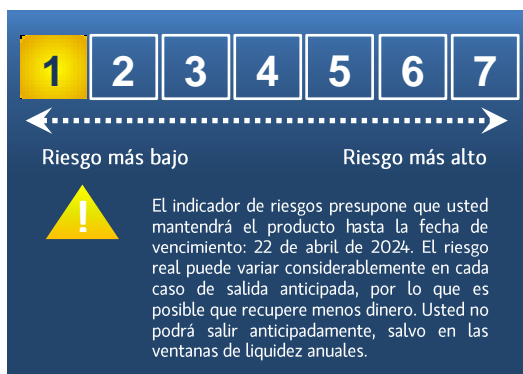 1 2 3 4 5 6 7
Riesgo más bajo Riesgo más alto
!
El indicador de riesgos presupone que usted
mantendrá el producto hasta la fecha de
vencimiento: 22 de abril de 2024. El riesgo
real puede variar considerablemente en cada
caso de salida anticipada, por lo que es
posible que recupere menos dinero. Usted no
podrá salir anticipadamente, salvo en las
ventanas de liquidez anuales.